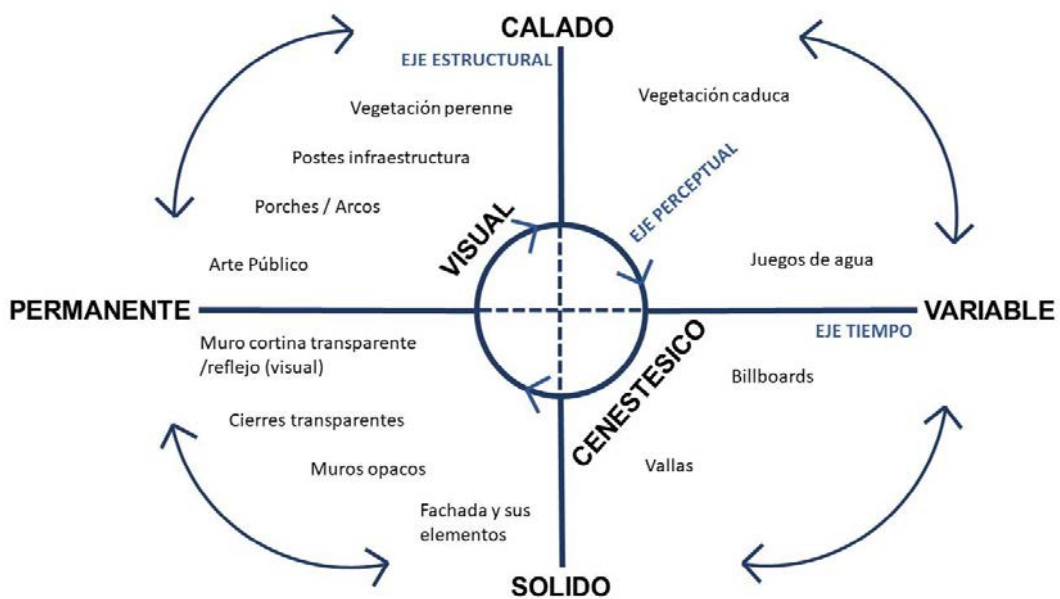 CALADO
EJE ESTRUCTURAL
Vegetación perenne
Vegetación caduca
Postes infraestructura
Porches / Arcos
VISUAL
EJE PERCEPTUAL
Arte Público
Juegos de agua
PERMANENTE
VARIABLE
EJE TIEMPO
Muro cortina transparente
/reflejo (visual)
CENESTESICO
Billboards
Cierres transparentes
Muros opacos
Vallas
Fachada y sus
elementos
SOLIDO